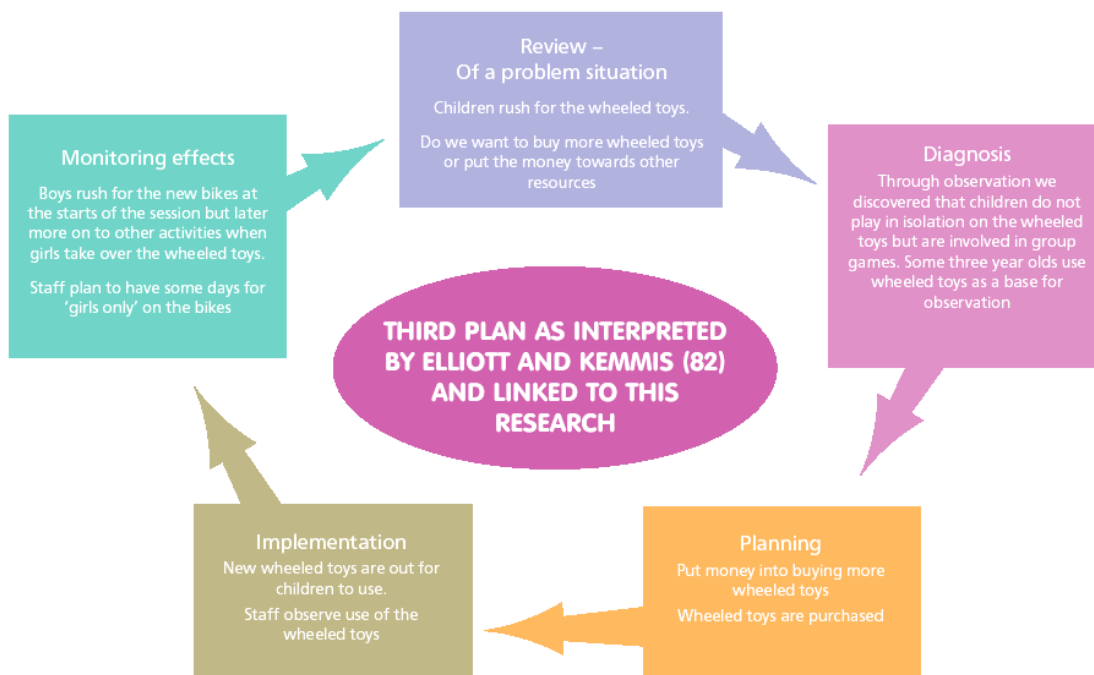 Review –
Of a problem situation
Children rush for the wheeled toys.
Do we want to buy more wheeled toys
or put the money towards other
resources
Diagnosis
Through observation we
discovered that children do not
play in isolation on the wheeled
toys but are involved in group
games. Some three year olds use
wheeled toys as a base for
observation
Planning
Put money into buying more
wheeled toys
Wheeled toys are purchased
Implementation
New wheeled toys are out for
children to use.
Staff observe use of the
wheeled toys
Monitoring effects
Boys rush for the new bikes at
the starts of the session but later
more on to other activities when
girls take over the wheeled toys.
Staff plan to have some days for
‘girls only’ on the bikes
THIRD PLAN AS INTERPRETED
BY ELLIOTT AND KEMMIS (82)
AND LINKED TO THIS
RESEARCH